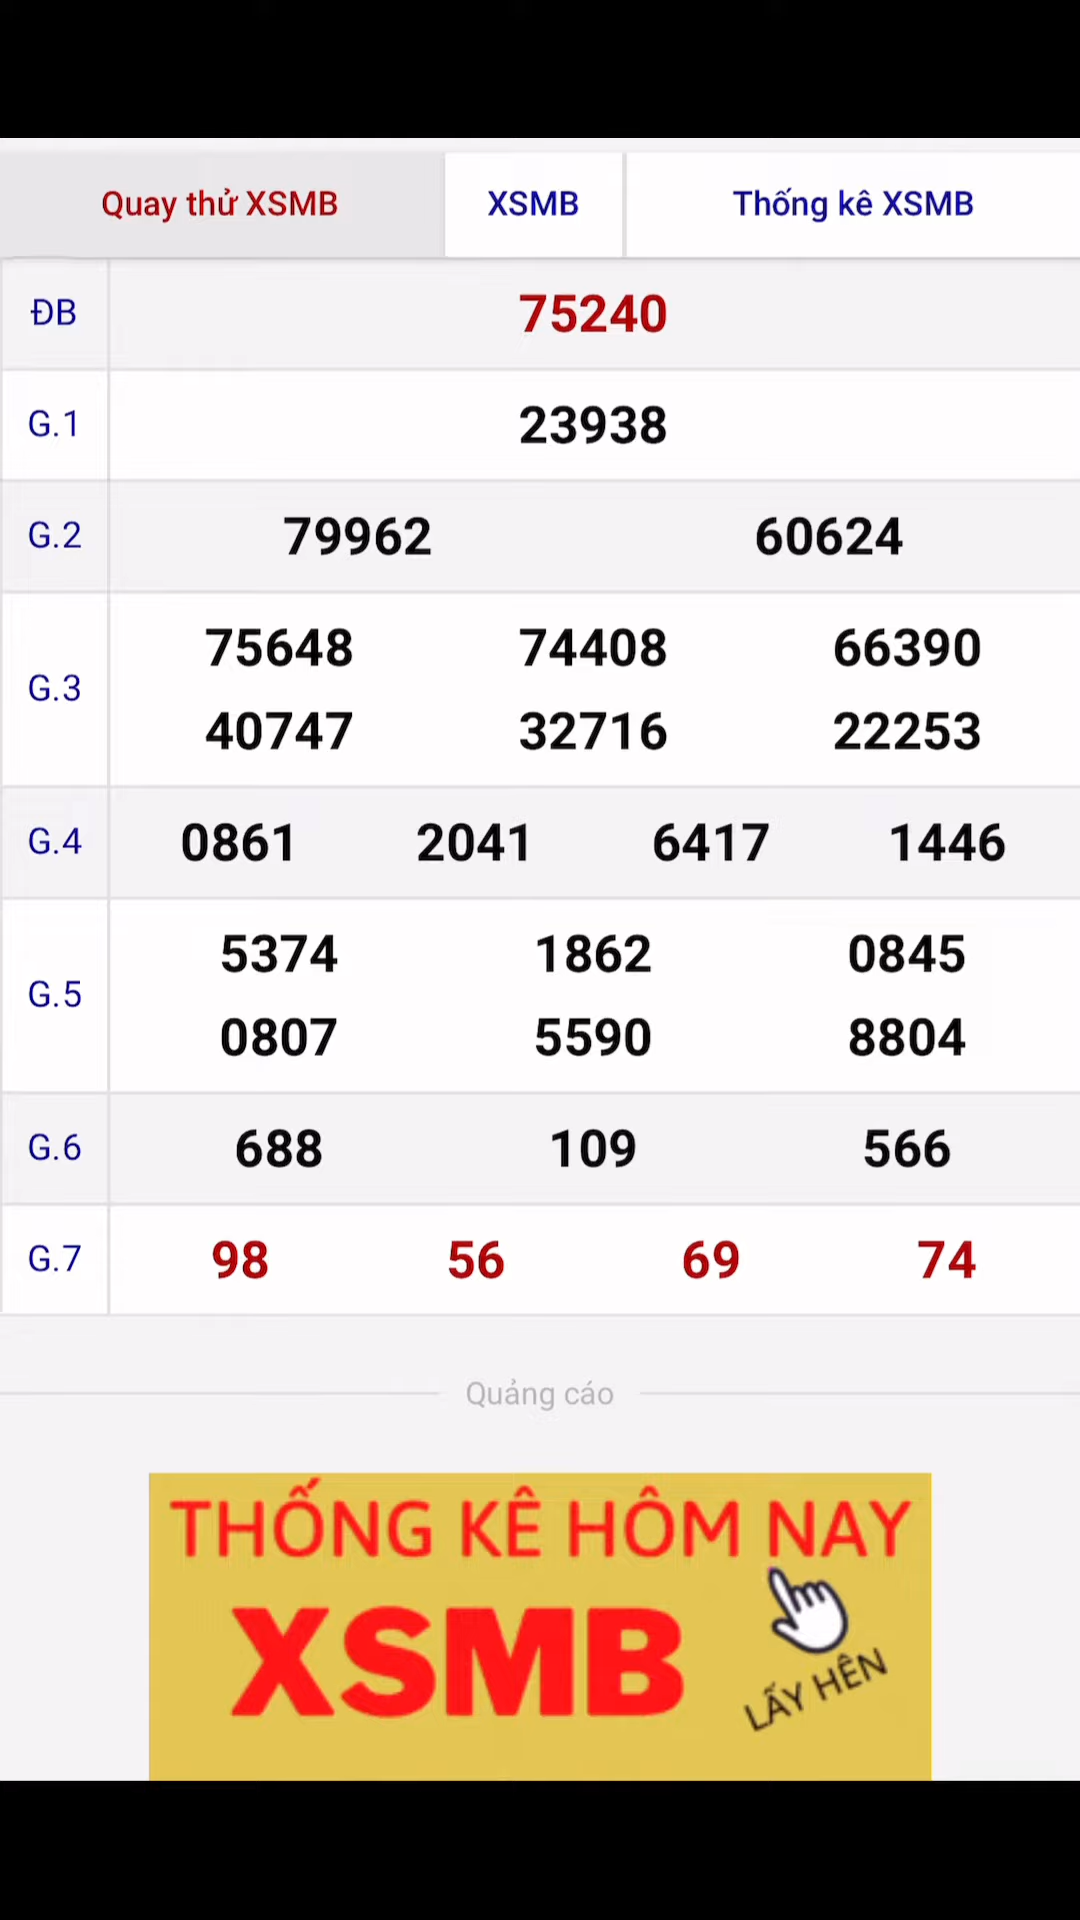 Quay thử XSMB XSMB Thống kê XSMB
ĐB 75240
G.1 23938
G.2 79962 60624
G.3 75648 74408 66390
40747 32716 22253
G.4 0861 2041 6417 1446
G.5 5374 1862 0845
0807 5590 8804
G.6 688 109 566
G.7 98 56 69 74
Quảng cáo
THỐNG KÊ HÔM NAY
XSMB
LẤY HÊN